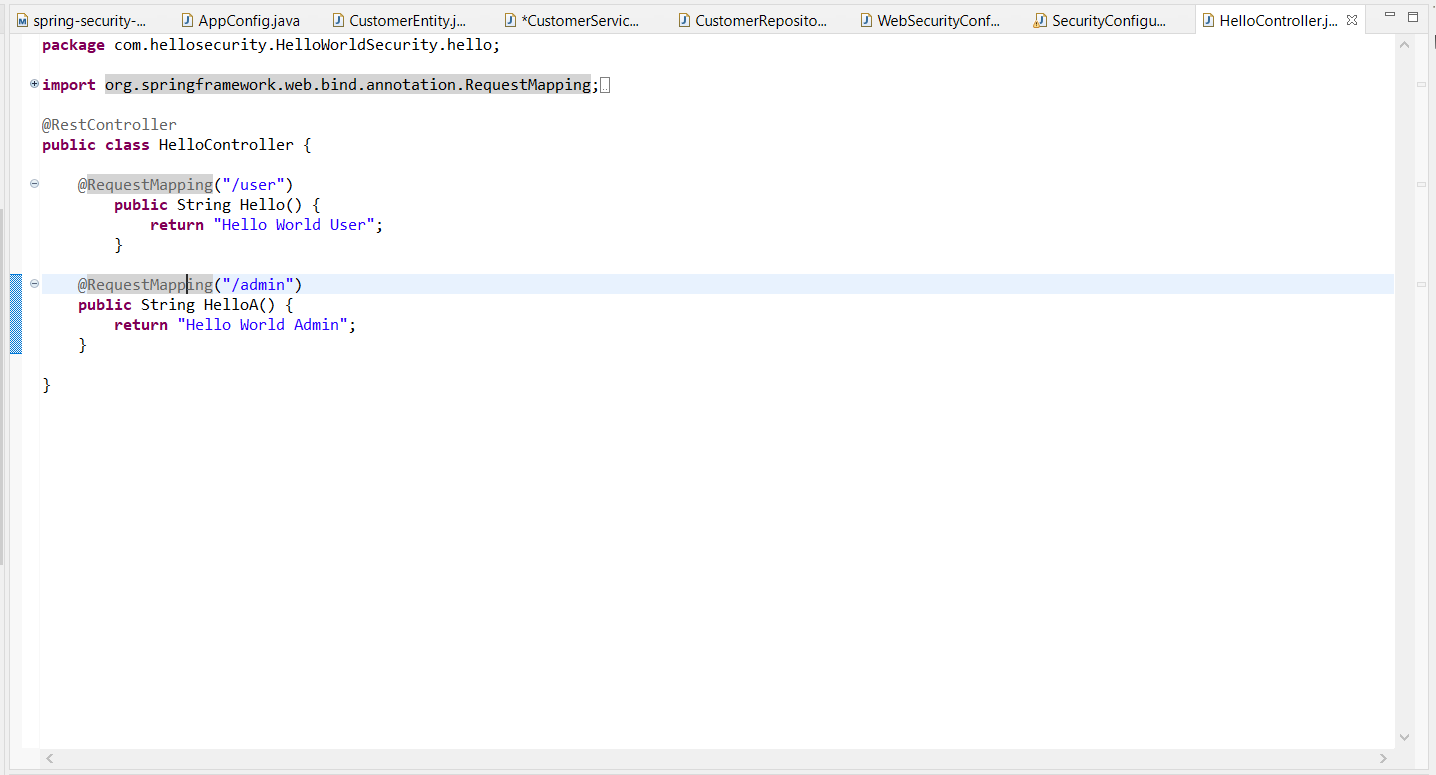 spring-security-... AppConfig.java CustomerEntity.j... *CustomerServic... CustomerReposito... WebSecurityConf... SecurityConfigu... HelloController.j...
package com.hellosecurity.HelloWorldSecurity.hello;
import org.springframework.web.bind.annotation.RequestMapping;
@RestController
public class HelloController {
@RequestMapping("/user")
public String Hello() {
return "Hello World User";
}
@RequestMapping("/admin")
public String HelloA() {
return "Hello World Admin";
}
}